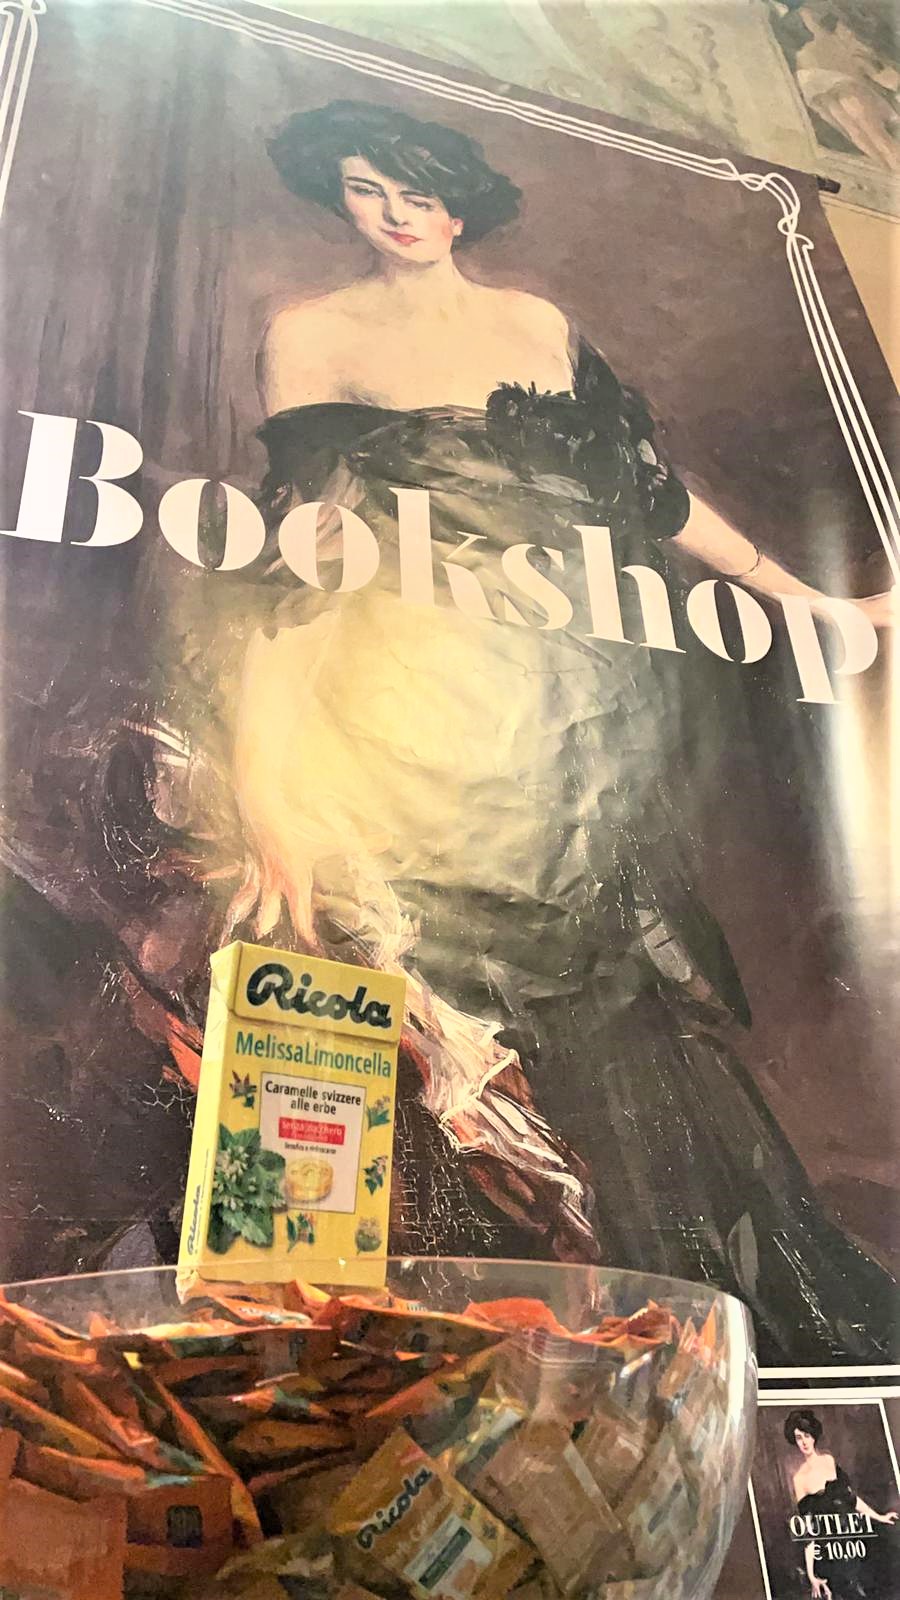 Bookshop
Ricola
MelissaLimoncella
Caramelle svizzere
alle erbe
senza zucchero
Ricola
Ricola
OUTLET
€ 10,00